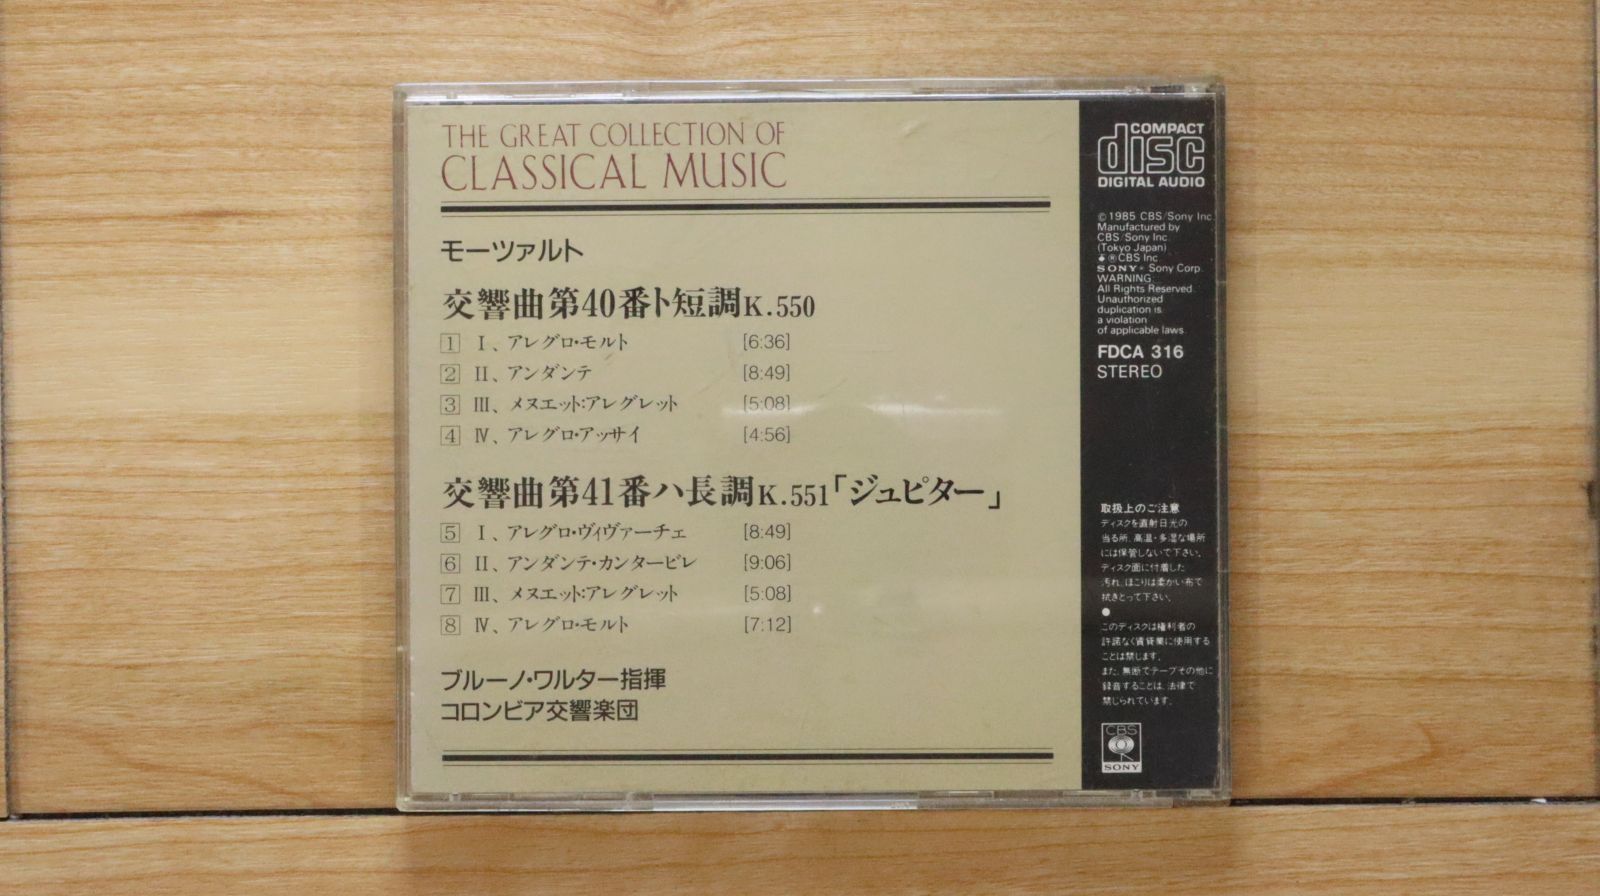 THE GREAT COLLECTION OF
CLASSICAL MUSIC
モーツァルト
交響曲第40番ト短調K.550
1 I、アレグロ・モルト [6:36]
2 II、アンダンテ [8:49]
3 III、メヌエット:アレグレット [5:08]
4 IV、アレグロ・アッサイ [4:56]
交響曲第41番ハ長調K.551「ジュピター」
5 I、アレグロ・ヴィヴァーチェ [8:49]
6 II、アンダンテ・カンタービレ [9:06]
7 III、メヌエット:アレグレット [5:08]
8 IV、アレグロ・モルト [7:12]
ブルーノ・ワルター指揮
コロンビア交響楽団
COMPACT
disc
DIGITAL AUDIO
©1985 CBS/Sony Inc.
Manufactured by
CBS/Sony Inc.
(Tokyo Japan)
♠ ®CBS Inc
SONY® Sony Corp.
WARNING:
All Rights Reserved.
Unauthorized
duplication is
a violation
of applicable laws.
FDCA 316
STEREO
取扱上のご注意
ディスクを直射日光の
当る所、高温・多湿な場所
には保管しないで下さい。
ディスク面に付着した
汚れ、ほこりは柔かい布で
拭きとって下さい。
●
このディスクは権利者の
許諾なく賃貸業に使用する
ことは禁じます。
また、無断でテープその他に
録音することは、法律で
禁じられています。
CBS
SONY